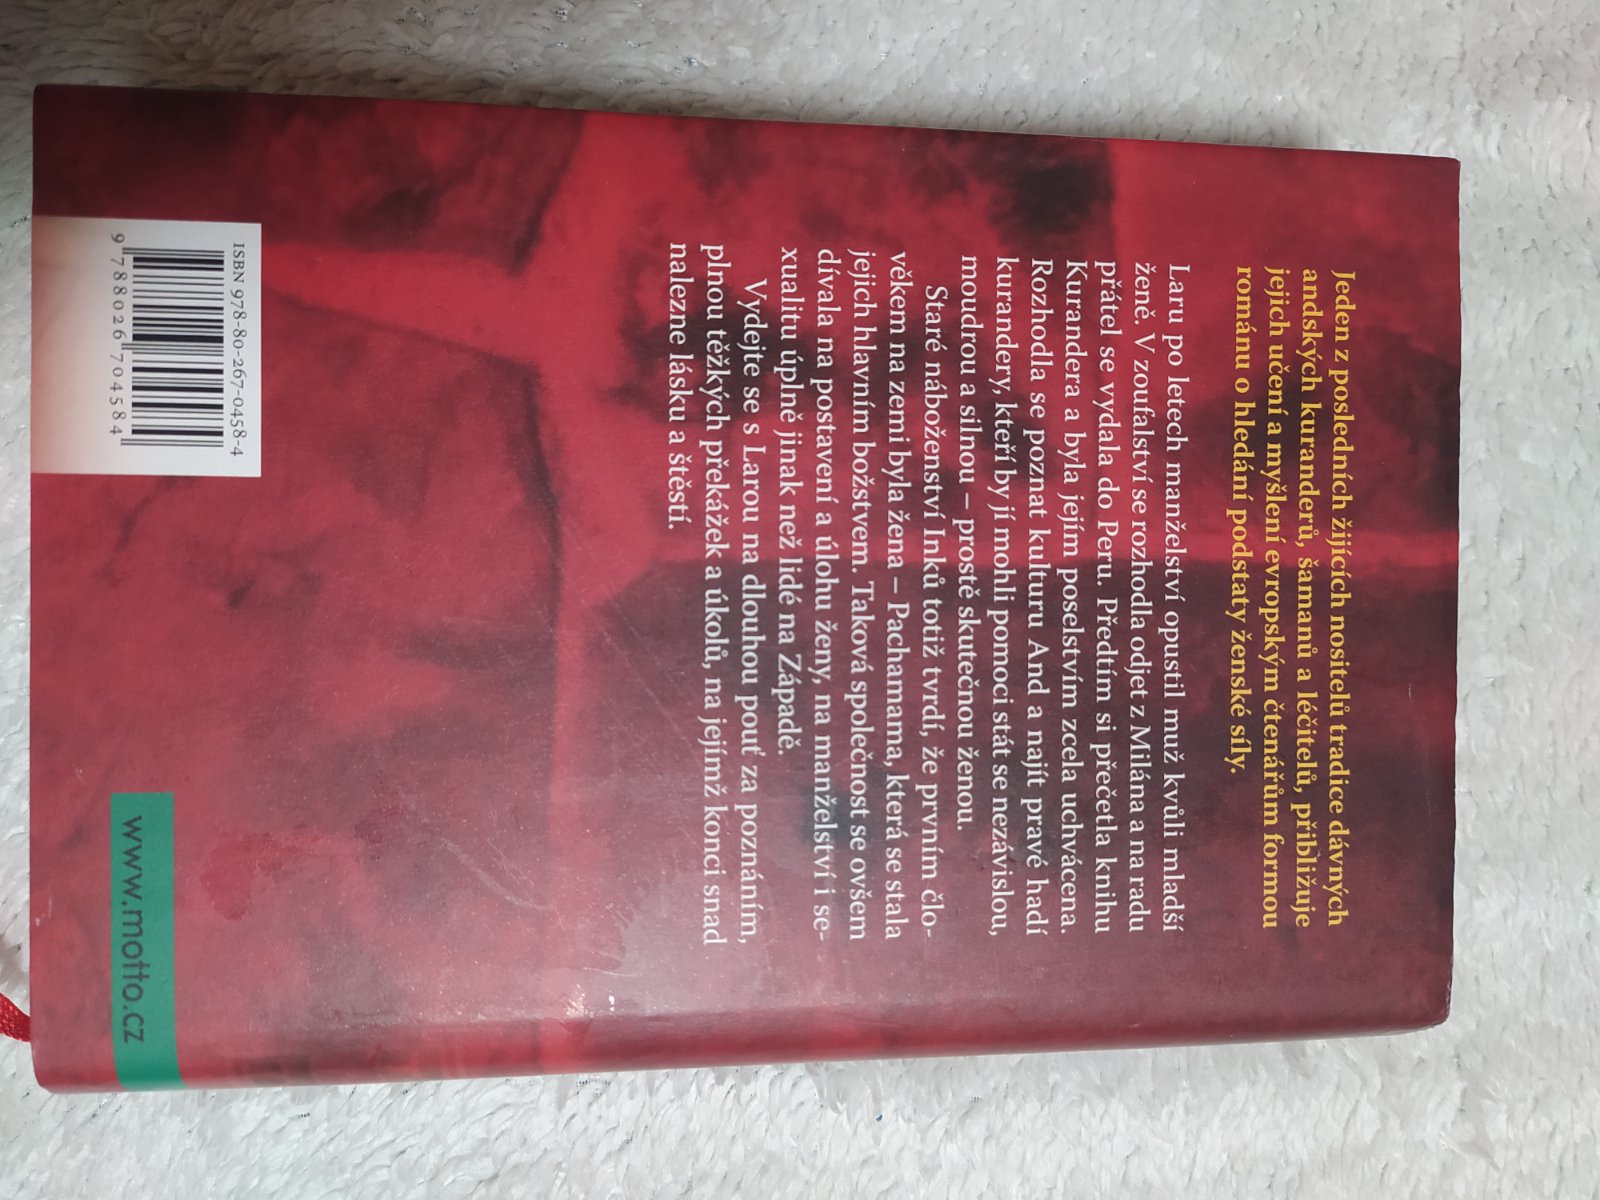 Jeden z posledních žijících nositelů tradice dávných
andských kuranderů, šamanů a léčitelů, přibližuje
jejich učení a myšlení evropským čtenářům formou
románu o hledání podstaty ženské síly.
Laru po letech manželství opustil muž kvůli mladší
ženě. V zoufalství se rozhodla odjet z Milána a na radu
přátel se vydala do Peru. Předtím si přečetla knihu
Kurandera a byla jejím poselstvím zcela uchvácena.
Rozhodla se poznat kulturu And a najít pravé hadí
kurandery, kteří by jí mohli pomoci stát se nezávislou,
moudrou a silnou – prostě skutečnou ženou.
Staré náboženství Inků totiž tvrdí, že prvním člo-
věkem na zemi byla žena – Pachamama, která se stala
jejich hlavním božstvem. Taková společnost se ovšem
dívala na postavení a úlohu ženy, na manželství i se-
xualitu úplně jinak než lidé na Západě.
Vydejte se s Larou na dlouhou pouť za poznáním,
plnou těžkých překážek a úkolů, na jejímž konci snad
nalezne lásku a štěstí.
ISBN 978-80-267-0458-4
9 788026 704584
www.motto.cz